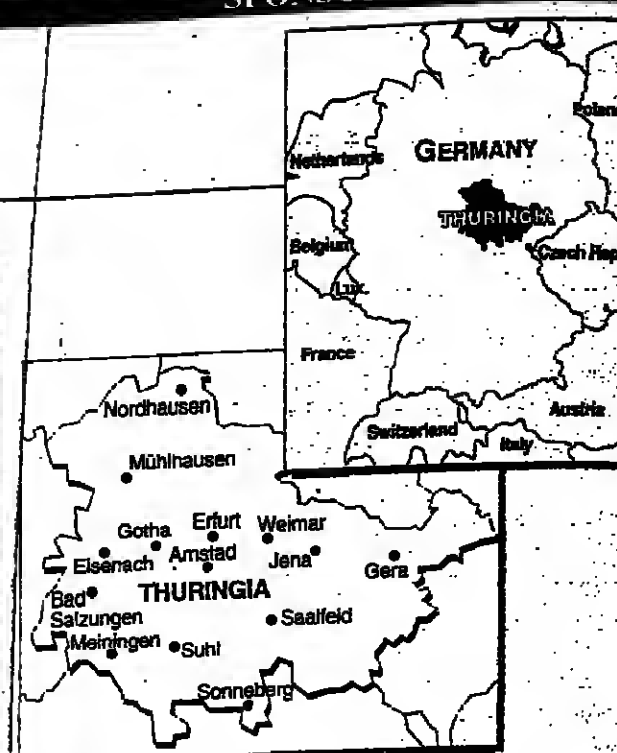 Poland
Netherlands
GERMANY
THURINGIA
Belgium
Czech Rep
Lux.
France
Austria
Switzerland
Italy
Nordhausen
Mühlhausen
Gotha
Erfurt
Weimar
Eisenach
Amstad
Jena
Gera
Bad
Salzungen
THURINGIA
Saalfeld
Meiningen
Suhl
Sonneberg